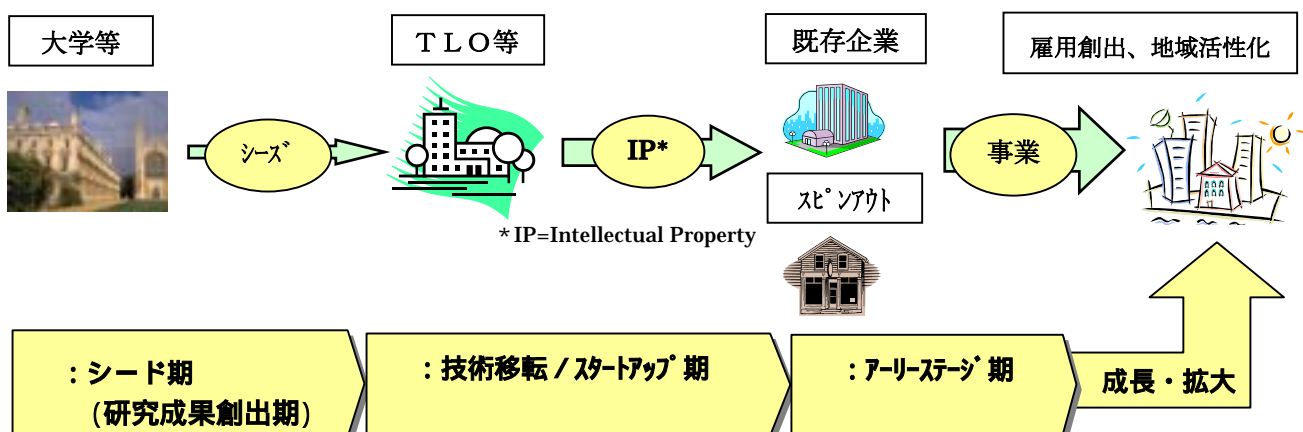 大学等
ＴＬＯ等
既存企業
雇用創出、地域活性化
ｼｰｽﾞ
IP*
事業
ｽﾋﾟﾝｱｳﾄ
*IP=Intellectual Property
：シード期
(研究成果創出期)
：技術移転 / ｽﾀｰﾄｱｯﾌﾟ期
：ｱｰﾘｰｽﾃｰｼﾞ期
成長・拡大